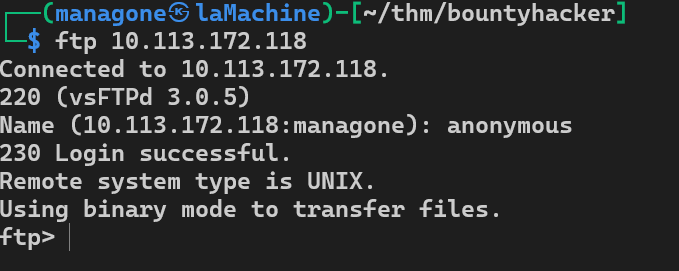 ┌──(managone㉿laMachine)-[~/thm/bountyhacker]
└─$ ftp 10.113.172.118
Connected to 10.113.172.118.
220 (vsFTPd 3.0.5)
Name (10.113.172.118:managone): anonymous
230 Login successful.
Remote system type is UNIX.
Using binary mode to transfer files.
ftp>